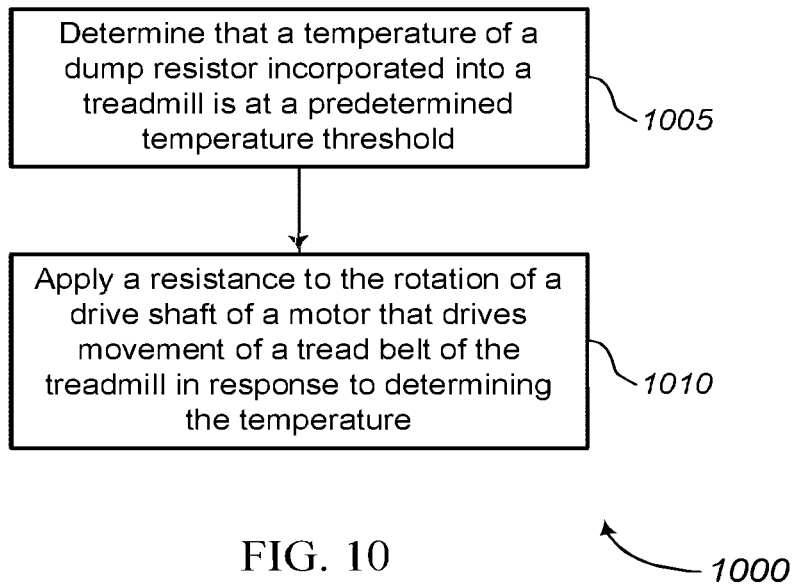 Determine that a temperature of a
dump resistor incorporated into a
treadmill is at a predetermined
temperature threshold
1005
Apply a resistance to the rotation of a
drive shaft of a motor that drives
movement of a tread belt of the
treadmill in response to determining
the temperature
1010
FIG. 10
1000